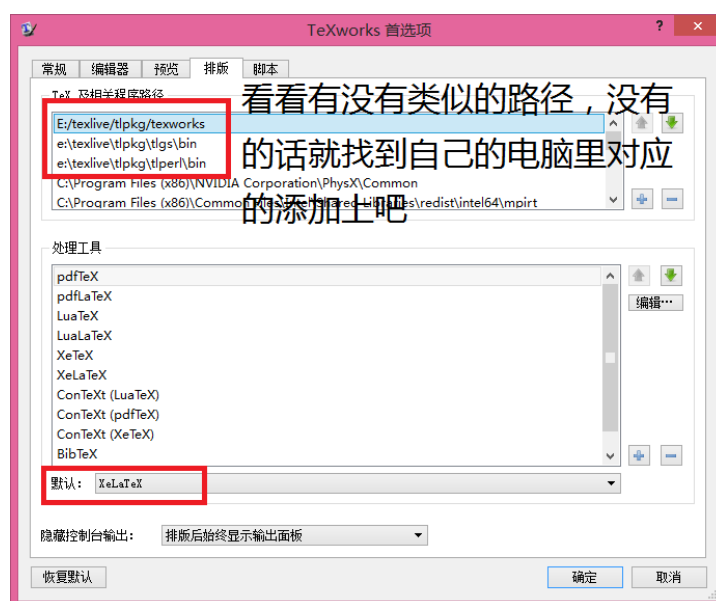 TeXworks 首选项
常规 编辑器 预览 排版 脚本
TeX 及相关程序路径
看看有没有类似的路径，没有
的话就找到自己的电脑里对应
的添加上吧
E:/texlive/tlpkg/texworks
e:\texlive\tlpkg\tlgs\bin
e:\texlive\tlpkg\tlperl\bin
C:\Program Files (x86)\NVIDIA Corporation\PhysX\Common
C:\Program Files (x86)\Common Files\Intel\Shared Libraries\redist\intel64\mpirt
处理工具
pdfTeX
pdfLaTeX
编辑…
LuaTeX
LuaLaTeX
XeTeX
XeLaTeX
ConTeXt (LuaTeX)
ConTeXt (pdfTeX)
ConTeXt (XeTeX)
BibTeX
默认: XeLaTeX
隐藏控制台输出: 排版后始终显示输出面板
恢复默认 确定 取消